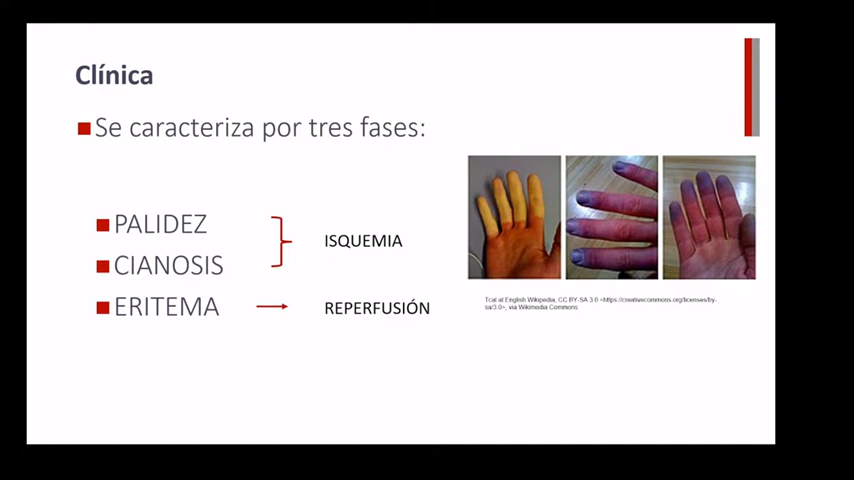 Clínica
Se caracteriza por tres fases:
PALIDEZ
CIANOSIS
ISQUEMIA
ERITEMA
REPERFUSIÓN
Tcal at English Wikipedia, CC BY-SA 3.0 <https://creativecommons.org/licenses/by-
sa/3.0>, via Wikimedia Commons